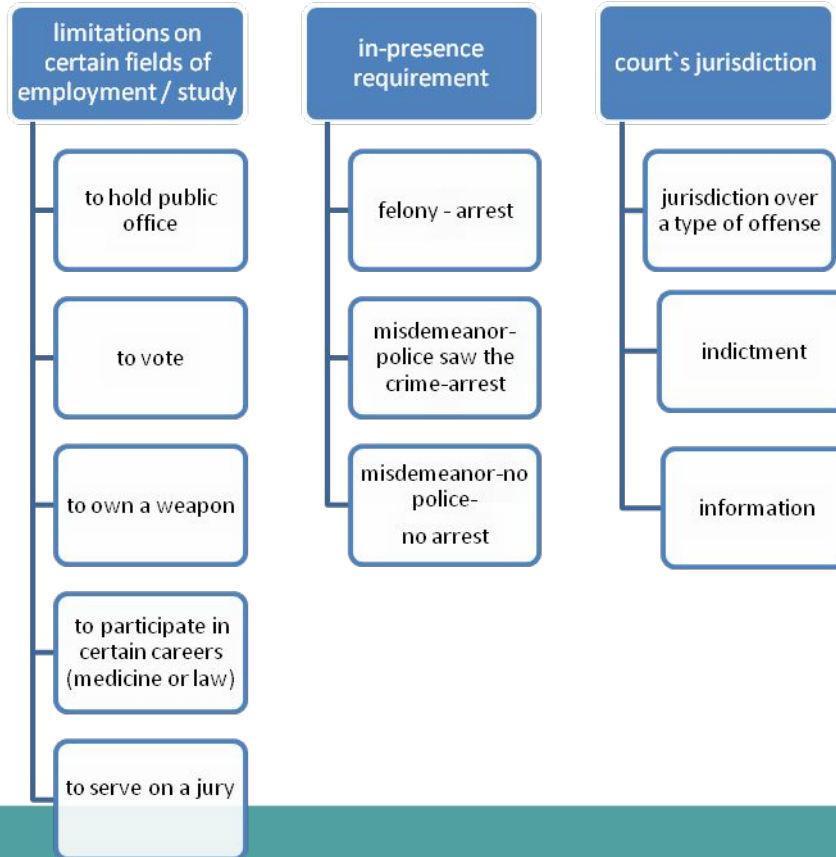 limitations on
certain fields of
employment / study
to hold public
office
to vote
to own a weapon
to participate in
certain careers
(medicine or law)
to serve on a jury
in-presence
requirement
felony - arrest
misdemeanor-
police saw the
crime-arrest
misdemeanor-no
police-
no arrest
court`s jurisdiction
jurisdiction over
a type of offense
indictment
information